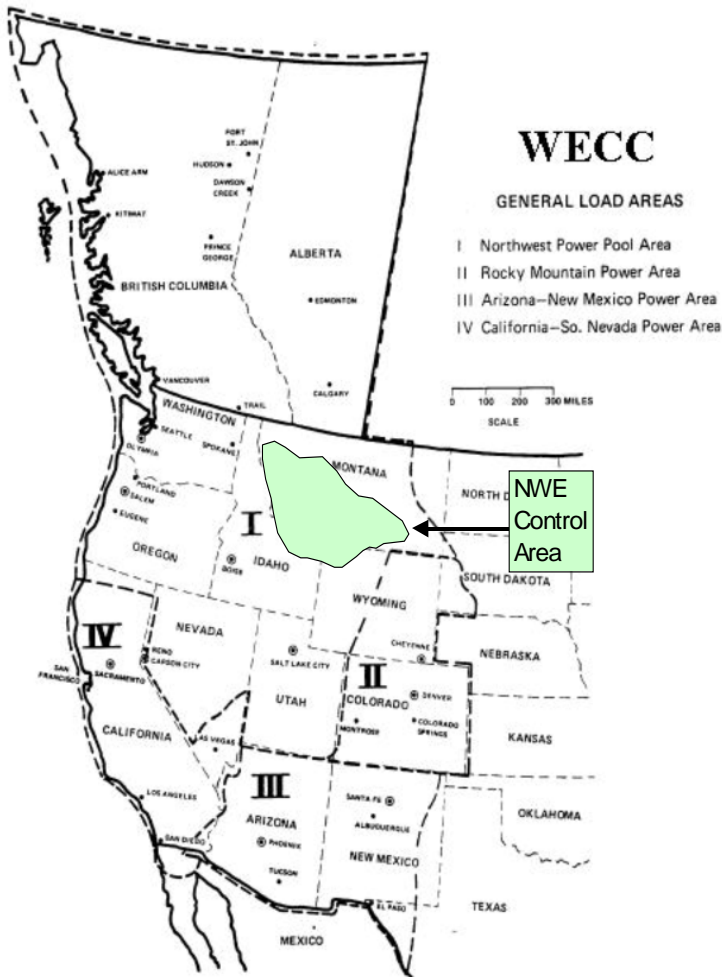 WECC
GENERAL LOAD AREAS
I Northwest Power Pool Area
II Rocky Mountain Power Area
III Arizona—New Mexico Power Area
IV California—So. Nevada Power Area
0 100 200 300 MILES
SCALE
FORT
ST. JOHN
HUDSON
DAWSON
CREEK
ALICE ARM
KITIMAT
PRINCE
GEORGE
ALBERTA
BRITISH COLUMBIA
EDMONTON
CALGARY
VANCOUVER
TRAIL
WASHINGTON
SEATTLE
SPOKANE
OLYMPIA
MONTANA
NORTH D
NWE
Control
Area
PORTLAND
SALEM
EUGENE
I
OREGON
BOISE
IDAHO
SOUTH DAKOTA
WYOMING
NEVADA
IV
RENO
CARSON CITY
SALT LAKE CITY
CHEYENNE
NEBRASKA
SAN
FRANCISCO
SACRAMENTO
II
UTAH
COLORADO
DENVER
MONTROSE
COLORADO
SPRINGS
CALIFORNIA
LAS VEGAS
KANSAS
III
LOS ANGELES
SANTA FE
ARIZONA
ALBUQUERQUE
OKLAHOMA
SAN DIEGO
PHOENIX
NEW MEXICO
TUCSON
EL PASO
TEXAS
MEXICO